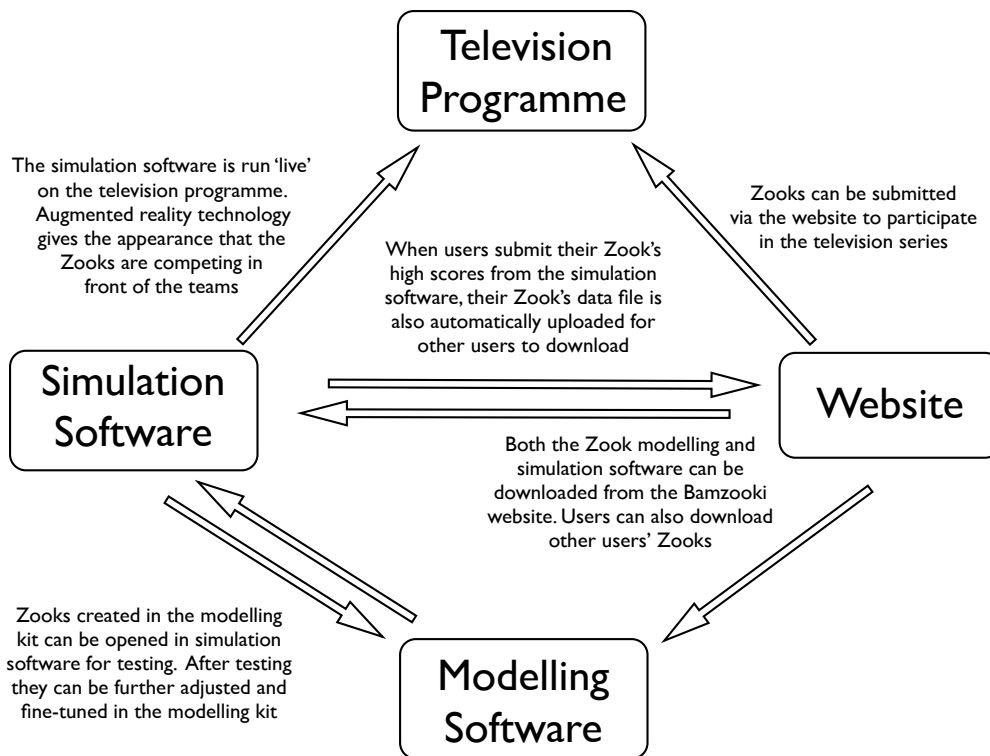 Television
Programme
The simulation software is run ‘live’
on the television programme.
Augmented reality technology
gives the appearance that the
Zooks are competing in
front of the teams
Zooks can be submitted
via the website to participate
in the television series
When users submit their Zook’s
high scores from the simulation
software, their Zook’s data file is
also automatically uploaded for
other users to download
Simulation
Software
Website
Both the Zook modelling and
simulation software can be
downloaded from the Bamzooki
website. Users can also download
other users’ Zooks
Zooks created in the modelling
kit can be opened in simulation
software for testing. After testing
they can be further adjusted and
fine-tuned in the modelling kit
Modelling
Software